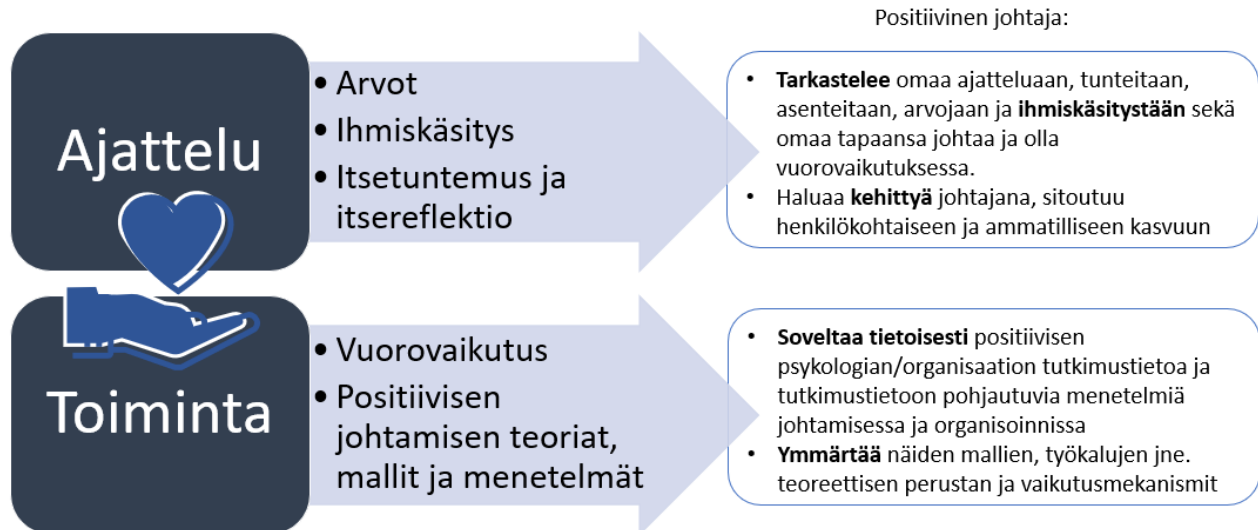 Positiivinen johtaja:
Ajattelu
• Arvot
• Ihmiskäsitys
• Itsetuntemus ja
itsereflektio
• Tarkastelee omaa ajatteluaan, tunteitaan,
asenteitaan, arvojaan ja ihmiskäsitystään sekä
omaa tapaansa johtaa ja olla
vuorovaikutuksessa.
• Haluaa kehittyä johtajana, sitoutuu
henkilökohtaiseen ja ammatilliseen kasvuun
Toiminta
• Vuorovaikutus
• Positiivisen
johtamisen teoriat,
mallit ja menetelmät
• Soveltaa tietoisesti positiivisen
psykologian/organisaation tutkimustietoa ja
tutkimustietoon pohjautuvia menetelmiä
johtamisessa ja organisoinnissa
• Ymmärtää näiden mallien, työkalujen jne.
teoreettisen perustan ja vaikutusmekanismit